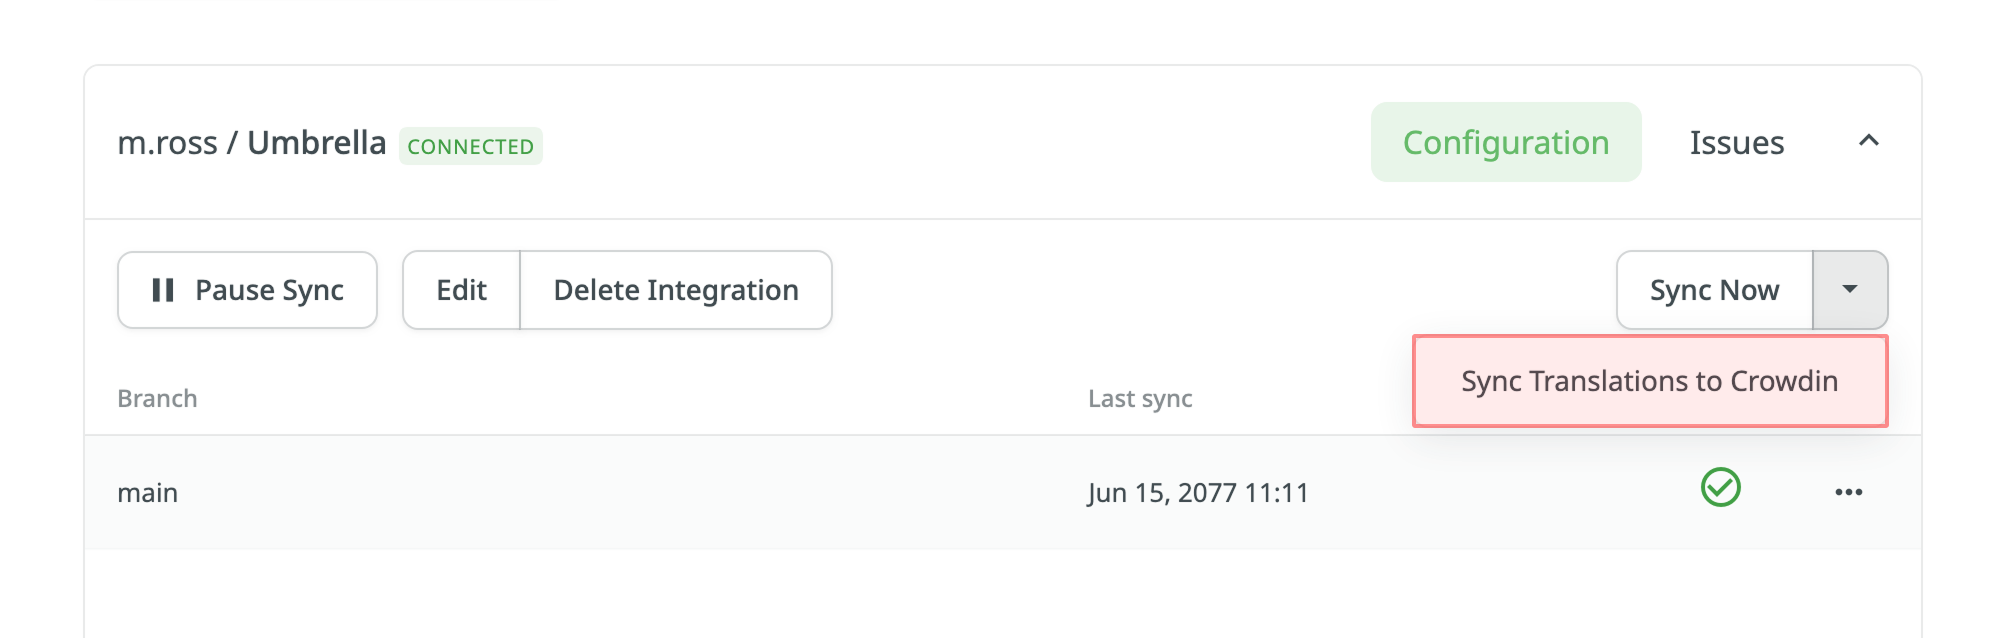 m.ross / Umbrella CONNECTED Configuration Issues
Pause Sync Edit Delete Integration Sync Now
Sync Translations to Crowdin
Branch Last sync
main Jun 15, 2077 11:11